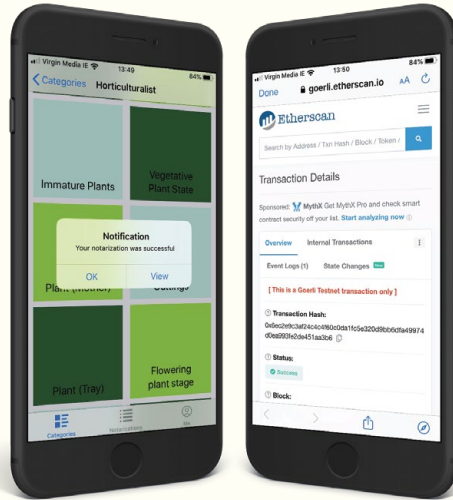 Virgin Media IE
13:49
84%
Categories
Horticulturalist
Immature Plants
Vegetative
Plant State
Notification
Your notarization was successful
OK
View
Plant (Mother)
Cuttings
Plant (Tray)
Flowering
plant stage
Categories
Notarizations
Me
Virgin Media IE
13:50
84%
Done
goerli.etherscan.io
AA
Etherscan
Search by Address / Txn Hash / Block / Token /
Transaction Details
Sponsored: MythX Get MythX Pro and check smart
contract security off your list. Start analyzing new
Overview
Internal Transactions
Event Logs (1)
State Changes New
[ This is a Goerli Testnet transaction only ]
Transaction Hash:
Status:
Success
Block: